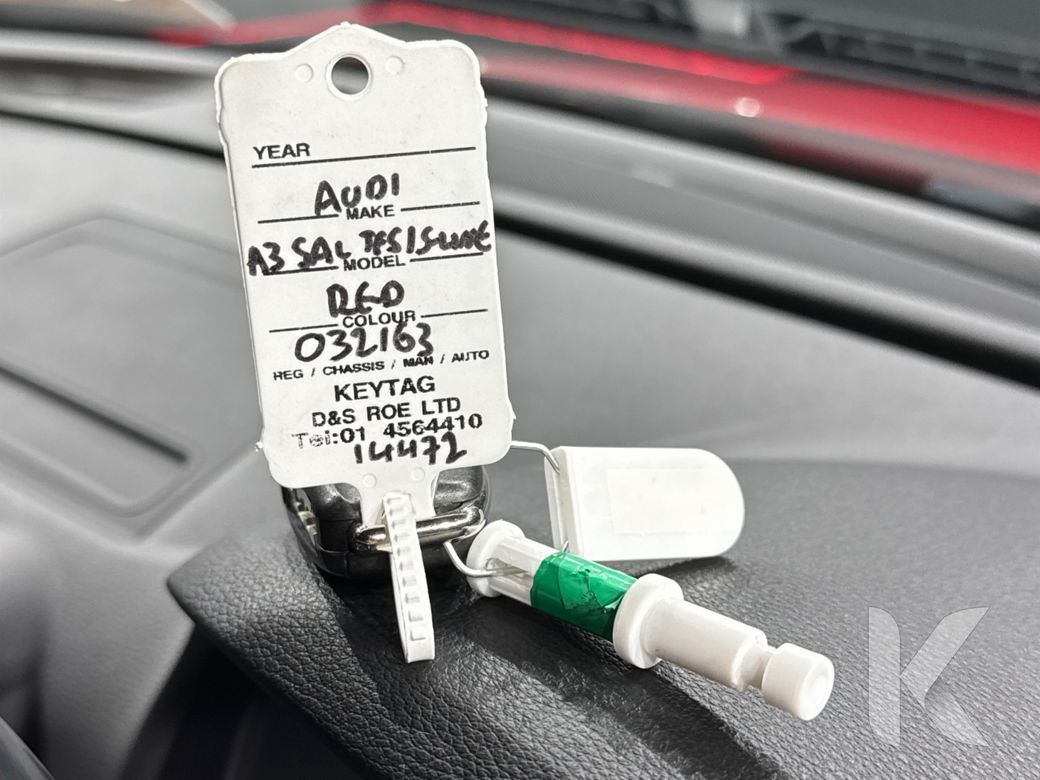 YEAR
AUDI
MAKE
A3 SAL TFSI S-LINE
MODEL
RED
COLOUR
032163
REG / CHASSIS / MAN / AUTO
KEYTAG
D&S ROE LTD
Tel:01 4564410
14472
K